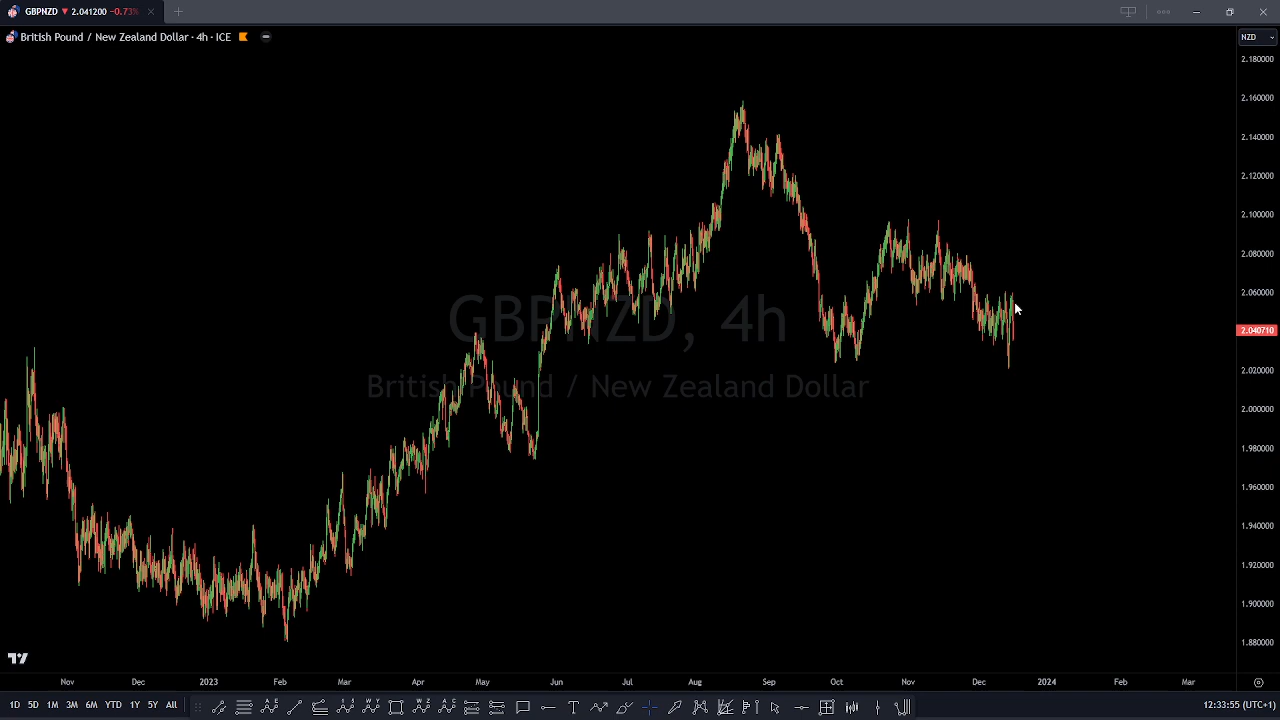 GBPNZD ▼ 2.041200 −0.73%
British Pound / New Zealand Dollar · 4h · ICE
NZD
GBPNZD, 4h
British Pound / New Zealand Dollar
2.180000
2.160000
2.140000
2.120000
2.100000
2.080000
2.060000
2.040710
2.020000
2.000000
1.980000
1.960000
1.940000
1.920000
1.900000
1.880000
Nov Dec 2023 Feb Mar Apr May Jun Jul Aug Sep Oct Nov Dec 2024 Feb Mar
1D 5D 1M 3M 6M YTD 1Y 5Y All
12:33:55 (UTC+1)